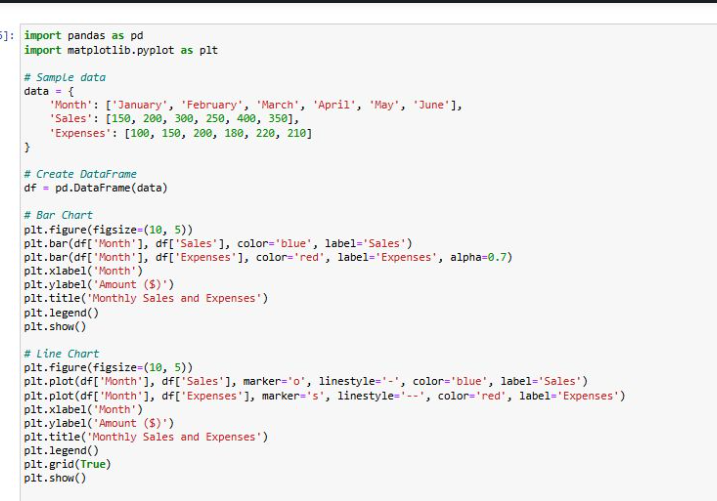 ]: import pandas as pd
import matplotlib.pyplot as plt

# Sample data
data = {
    'Month': ['January', 'February', 'March', 'April', 'May', 'June'],
    'Sales': [150, 200, 300, 250, 400, 350],
    'Expenses': [100, 150, 200, 180, 220, 210]
}

# Create DataFrame
df = pd.DataFrame(data)

# Bar Chart
plt.figure(figsize=(10, 5))
plt.bar(df['Month'], df['Sales'], color='blue', label='Sales')
plt.bar(df['Month'], df['Expenses'], color='red', label='Expenses', alpha=0.7)
plt.xlabel('Month')
plt.ylabel('Amount ($)')
plt.title('Monthly Sales and Expenses')
plt.legend()
plt.show()

# Line Chart
plt.figure(figsize=(10, 5))
plt.plot(df['Month'], df['Sales'], marker='o', linestyle='-', color='blue', label='Sales')
plt.plot(df['Month'], df['Expenses'], marker='s', linestyle='--', color='red', label='Expenses')
plt.xlabel('Month')
plt.ylabel('Amount ($)')
plt.title('Monthly Sales and Expenses')
plt.legend()
plt.grid(True)
plt.show()